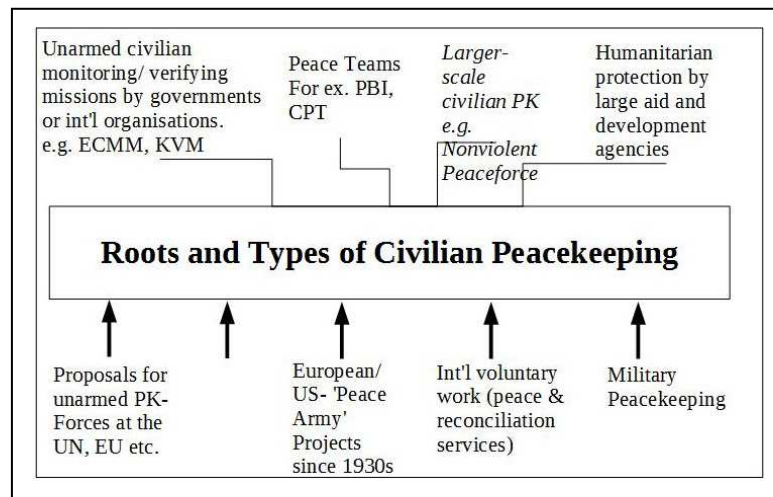 Unarmed civilian
monitoring/ verifying
missions by governments
or int'l organisations.
e.g. ECMM, KVM
Peace Teams
For ex. PBI,
CPT
Larger-
scale
civilian PK
e.g.
Nonviolent
Peaceforce
Humanitarian
protection by
large aid and
development
agencies
Roots and Types of Civilian Peacekeeping
Proposals for
unarmed PK-
Forces at the
UN, EU etc.
European/
US- 'Peace
Army'
Projects
since 1930s
Int'l voluntary
work (peace &
reconciliation
services)
Military
Peacekeeping